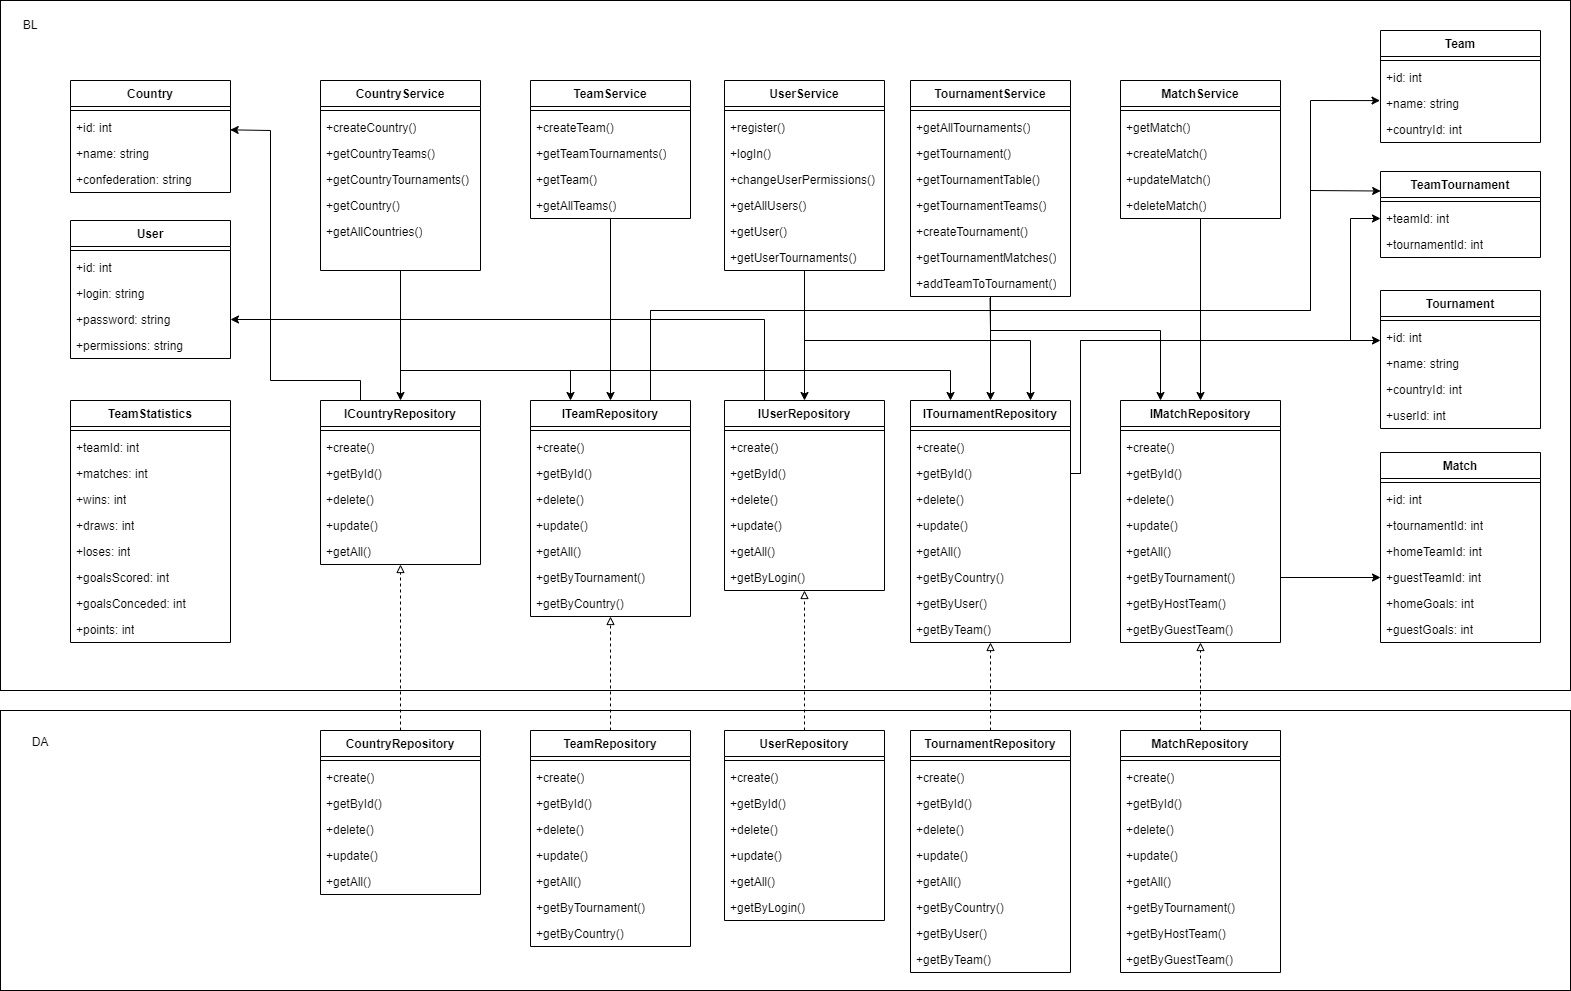 BL
Country
+id: int
+name: string
+confederation: string
User
+id: int
+login: string
+password: string
+permissions: string
TeamStatistics
+teamId: int
+matches: int
+wins: int
+draws: int
+loses: int
+goalsScored: int
+goalsConceded: int
+points: int
CountryService
+createCountry()
+getCountryTeams()
+getCountryTournaments()
+getCountry()
+getAllCountries()
TeamService
+createTeam()
+getTeamTournaments()
+getTeam()
+getAllTeams()
UserService
+register()
+logIn()
+changeUserPermissions()
+getAllUsers()
+getUser()
+getUserTournaments()
TournamentService
+getAllTournaments()
+getTournament()
+getTournamentTable()
+getTournamentTeams()
+createTournament()
+getTournamentMatches()
+addTeamToTournament()
MatchService
+getMatch()
+createMatch()
+updateMatch()
+deleteMatch()
Team
+id: int
+name: string
+countryId: int
TeamTournament
+teamId: int
+tournamentId: int
Tournament
+id: int
+name: string
+countryId: int
+userId: int
Match
+id: int
+tournamentId: int
+homeTeamId: int
+guestTeamId: int
+homeGoals: int
+guestGoals: int
ICountryRepository
+create()
+getById()
+delete()
+update()
+getAll()
ITeamRepository
+create()
+getById()
+delete()
+update()
+getAll()
+getByTournament()
+getByCountry()
IUserRepository
+create()
+getById()
+delete()
+update()
+getAll()
+getByLogin()
ITournamentRepository
+create()
+getById()
+delete()
+update()
+getAll()
+getByCountry()
+getByUser()
+getByTeam()
IMatchRepository
+create()
+getById()
+delete()
+update()
+getAll()
+getByTournament()
+getByHostTeam()
+getByGuestTeam()
DA
CountryRepository
+create()
+getById()
+delete()
+update()
+getAll()
TeamRepository
+create()
+getById()
+delete()
+update()
+getAll()
+getByTournament()
+getByCountry()
UserRepository
+create()
+getById()
+delete()
+update()
+getAll()
+getByLogin()
TournamentRepository
+create()
+getById()
+delete()
+update()
+getAll()
+getByCountry()
+getByUser()
+getByTeam()
MatchRepository
+create()
+getById()
+delete()
+update()
+getAll()
+getByTournament()
+getByHostTeam()
+getByGuestTeam()